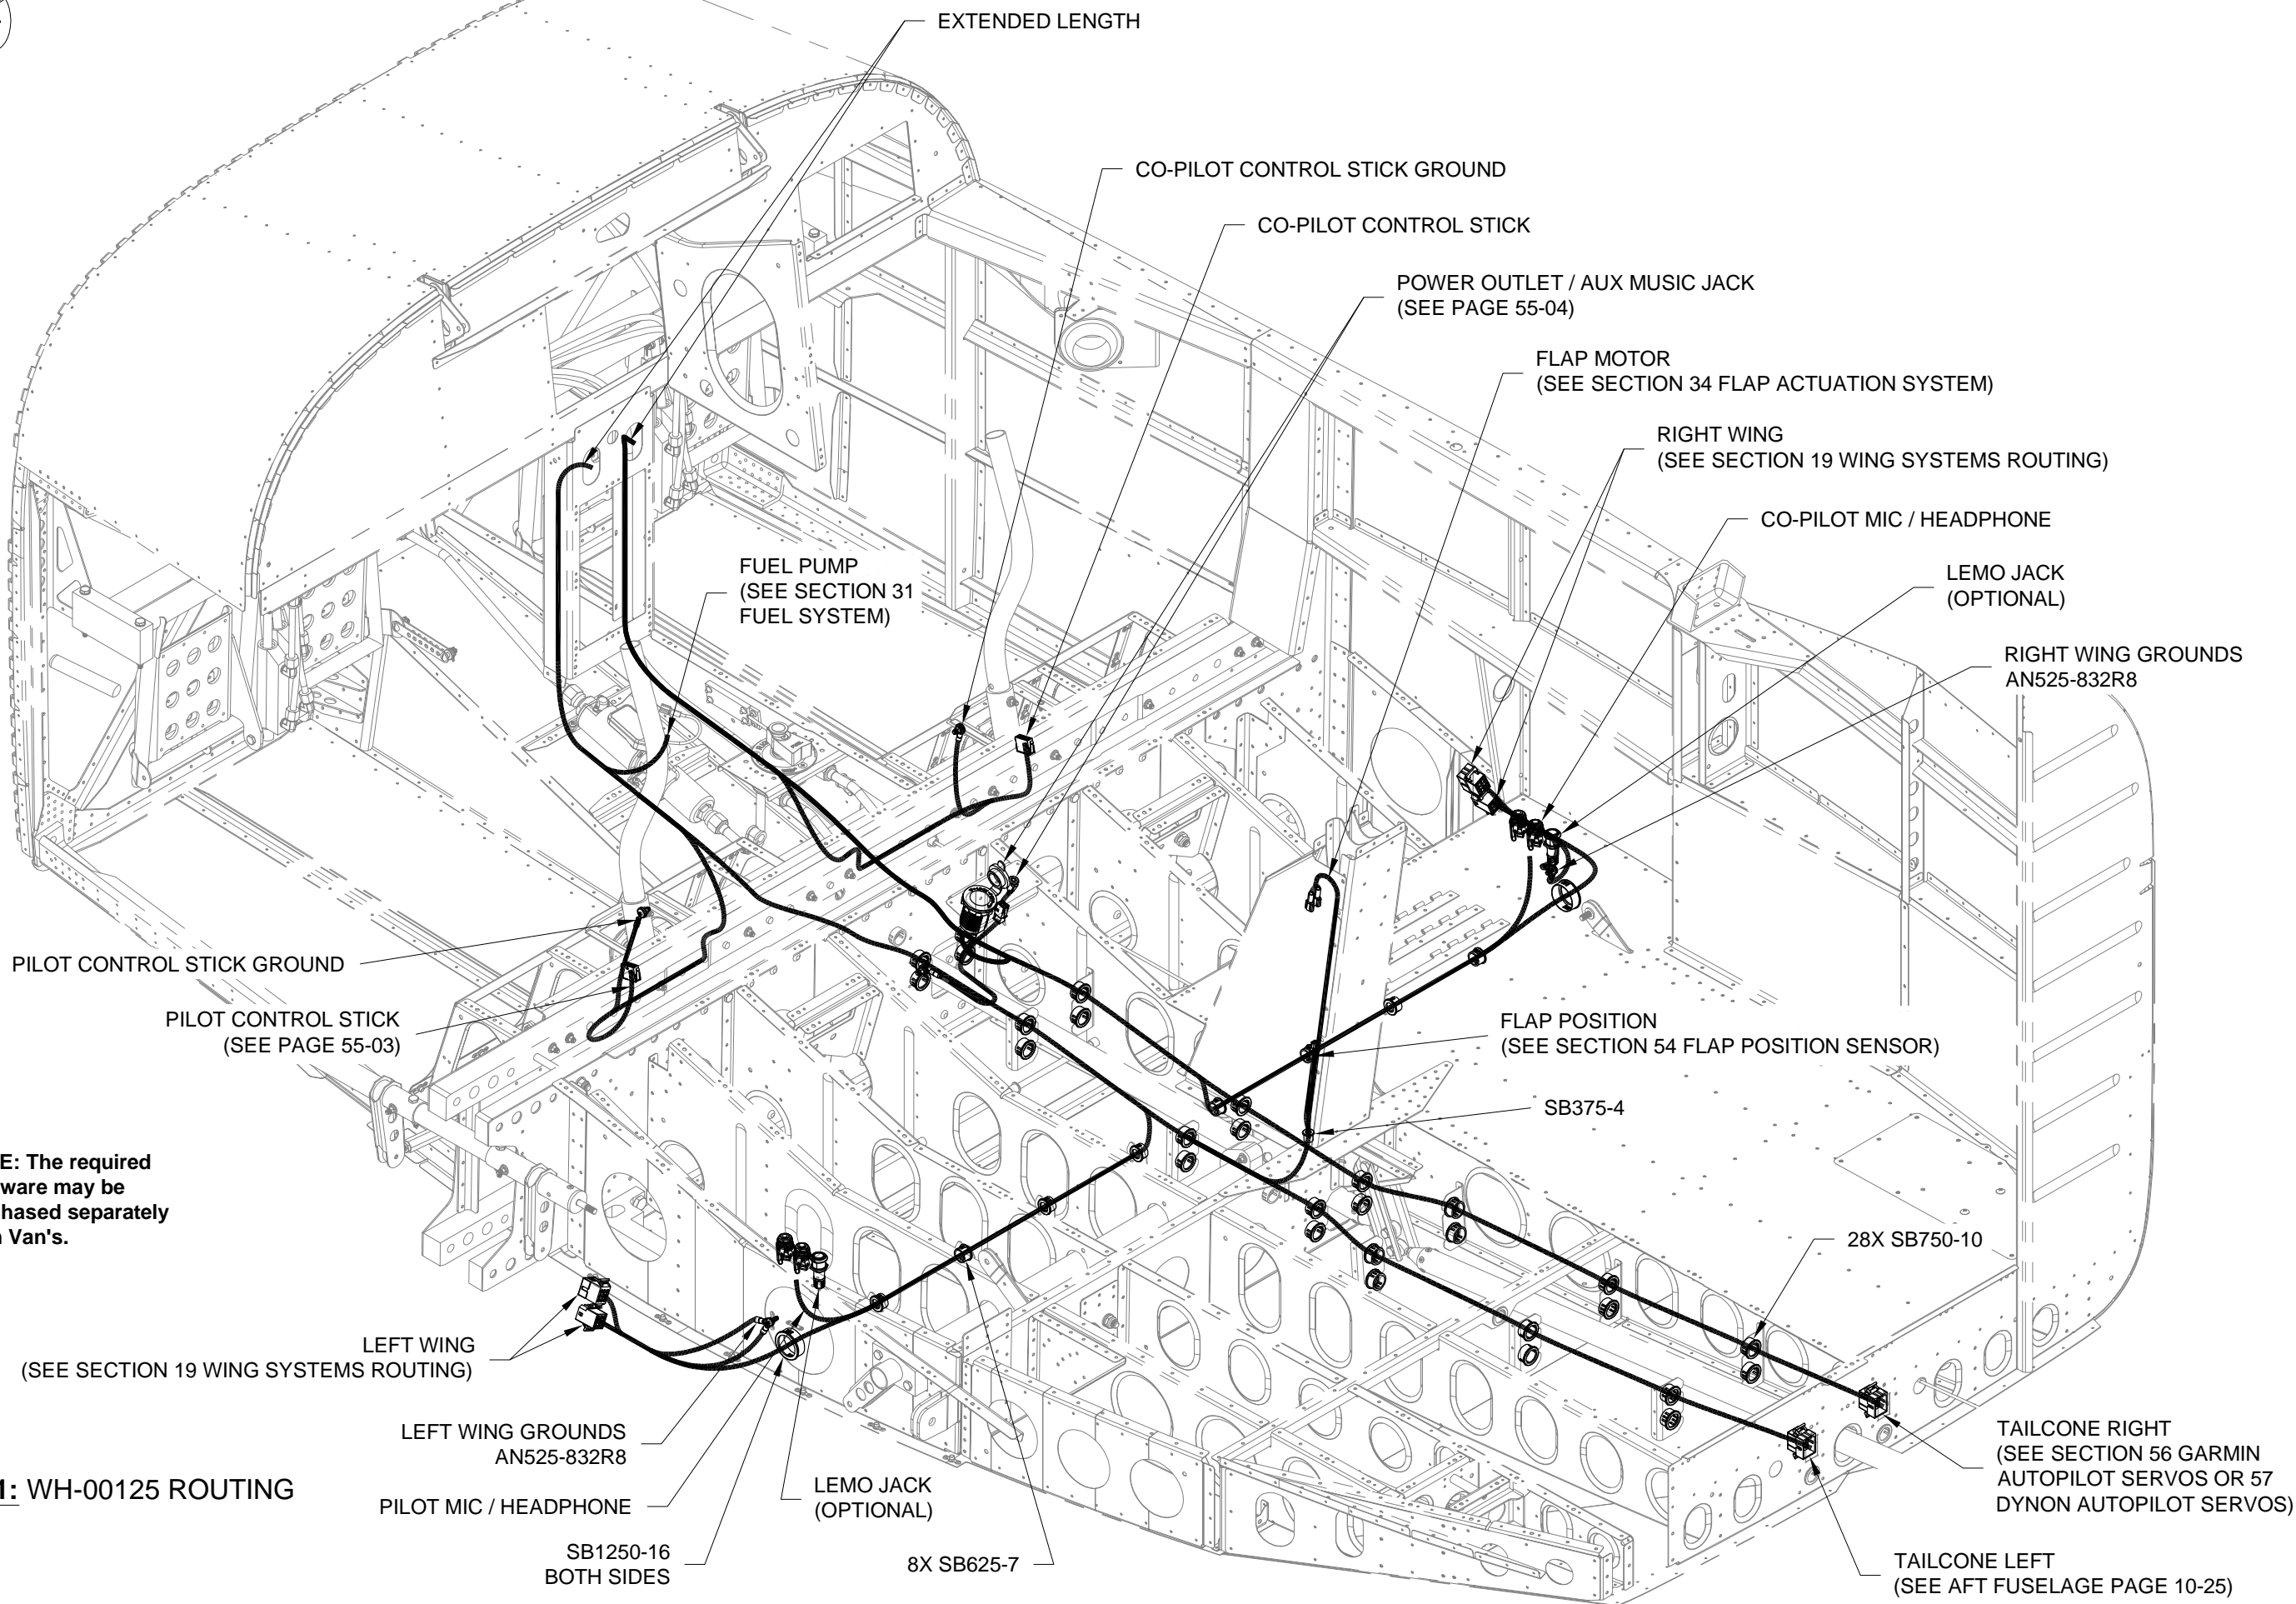 EXTENDED LENGTH
CO-PILOT CONTROL STICK GROUND
CO-PILOT CONTROL STICK
POWER OUTLET / AUX MUSIC JACK
(SEE PAGE 55-04)
FLAP MOTOR
(SEE SECTION 34 FLAP ACTUATION SYSTEM)
RIGHT WING
(SEE SECTION 19 WING SYSTEMS ROUTING)
CO-PILOT MIC / HEADPHONE
LEMO JACK
(OPTIONAL)
RIGHT WING GROUNDS
AN525-832R8
FUEL PUMP
(SEE SECTION 31
FUEL SYSTEM)
PILOT CONTROL STICK GROUND
PILOT CONTROL STICK
(SEE PAGE 55-03)
FLAP POSITION
(SEE SECTION 54 FLAP POSITION SENSOR)
SB375-4
E: The required
ware may be
hased separately
Van's.
28X SB750-10
LEFT WING
(SEE SECTION 19 WING SYSTEMS ROUTING)
LEFT WING GROUNDS
AN525-832R8
PILOT MIC / HEADPHONE
LEMO JACK
(OPTIONAL)
SB1250-16
BOTH SIDES
8X SB625-7
TAILCONE RIGHT
(SEE SECTION 56 GARMIN
AUTOPILOT SERVOS OR 57
DYNON AUTOPILOT SERVOS)
TAILCONE LEFT
(SEE AFT FUSELAGE PAGE 10-25)
1: WH-00125 ROUTING